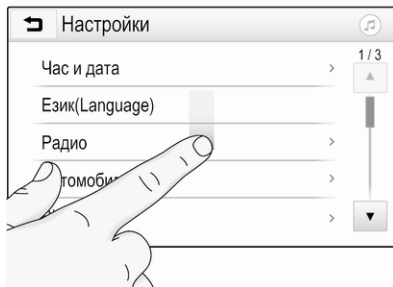 Настройки
1 / 3
Час и дата
Език(Language)
Радио